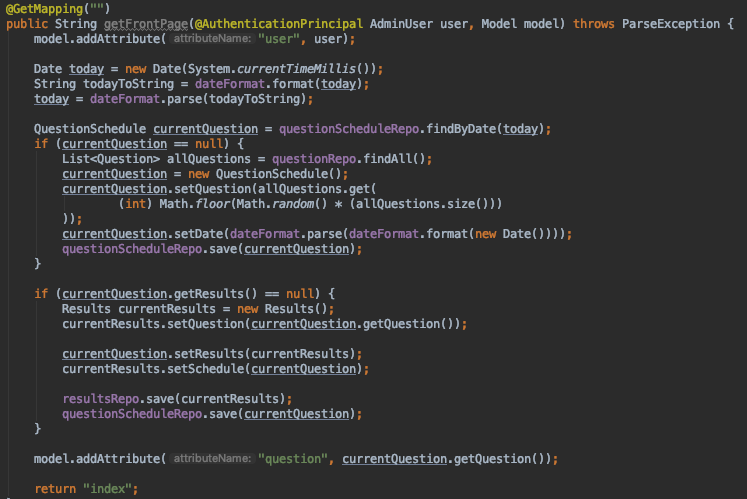 @GetMapping("")
public String getFrontPage(@AuthenticationPrincipal AdminUser user, Model model) throws ParseException {
    model.addAttribute( attributeName: "user", user);

    Date today = new Date(System.currentTimeMillis());
    String todayToString = dateFormat.format(today);
    today = dateFormat.parse(todayToString);

    QuestionSchedule currentQuestion = questionScheduleRepo.findByDate(today);
    if (currentQuestion == null) {
        List<Question> allQuestions = questionRepo.findAll();
        currentQuestion = new QuestionSchedule();
        currentQuestion.setQuestion(allQuestions.get(
                (int) Math.floor(Math.random() * (allQuestions.size()))
        ));
        currentQuestion.setDate(dateFormat.parse(dateFormat.format(new Date())));
        questionScheduleRepo.save(currentQuestion);
    }

    if (currentQuestion.getResults() == null) {
        Results currentResults = new Results();
        currentResults.setQuestion(currentQuestion.getQuestion());

        currentQuestion.setResults(currentResults);
        currentResults.setSchedule(currentQuestion);

        resultsRepo.save(currentResults);
        questionScheduleRepo.save(currentQuestion);
    }

    model.addAttribute( attributeName: "question", currentQuestion.getQuestion());

    return "index";